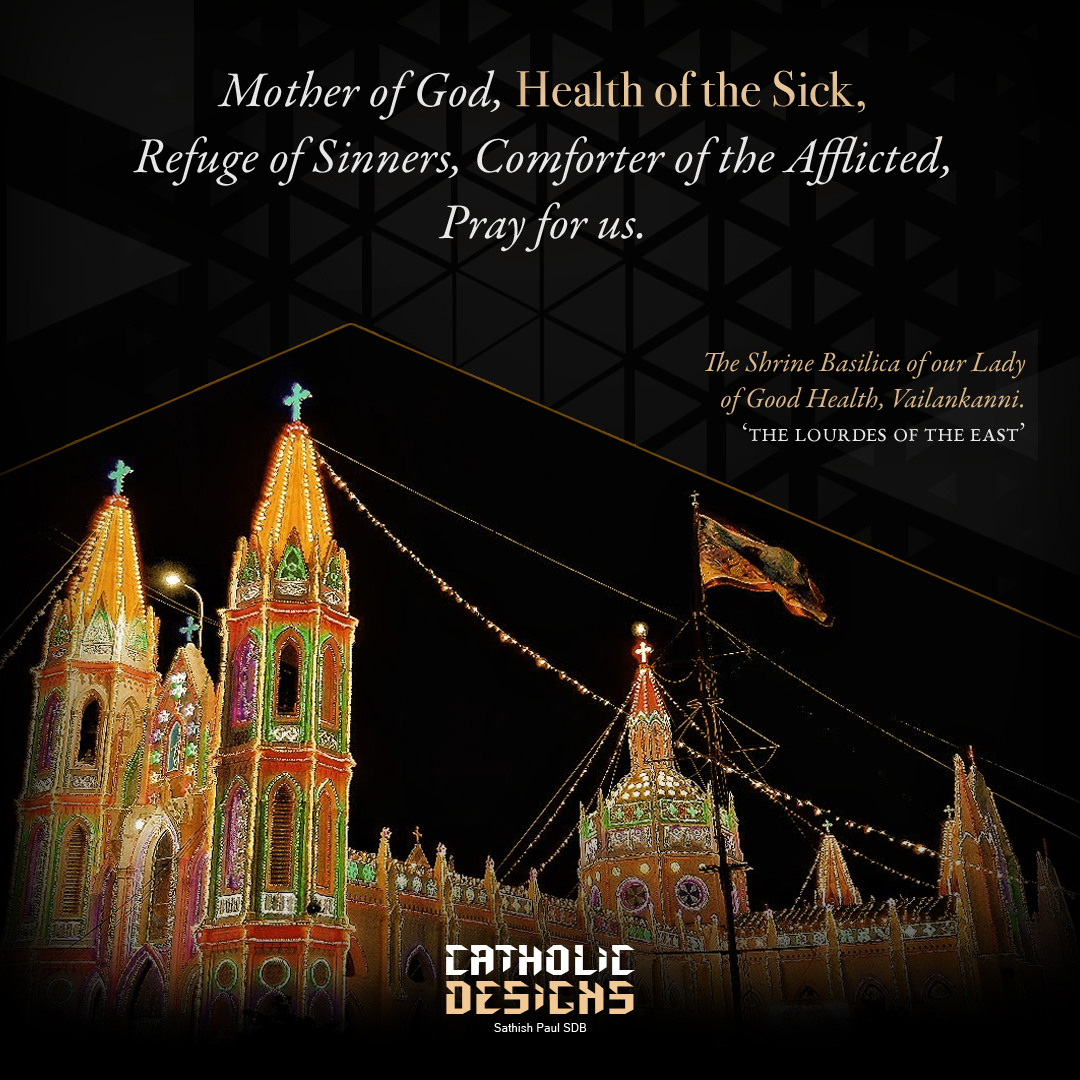 Mother of God, Health of the Sick,
Refuge of Sinners, Comforter of the Afflicted,
Pray for us.
The Shrine Basilica of our Lady
of Good Health, Vailankanni.
‘THE LOURDES OF THE EAST’
CATHOLIC
DESIGNS
Sathish Paul SDB